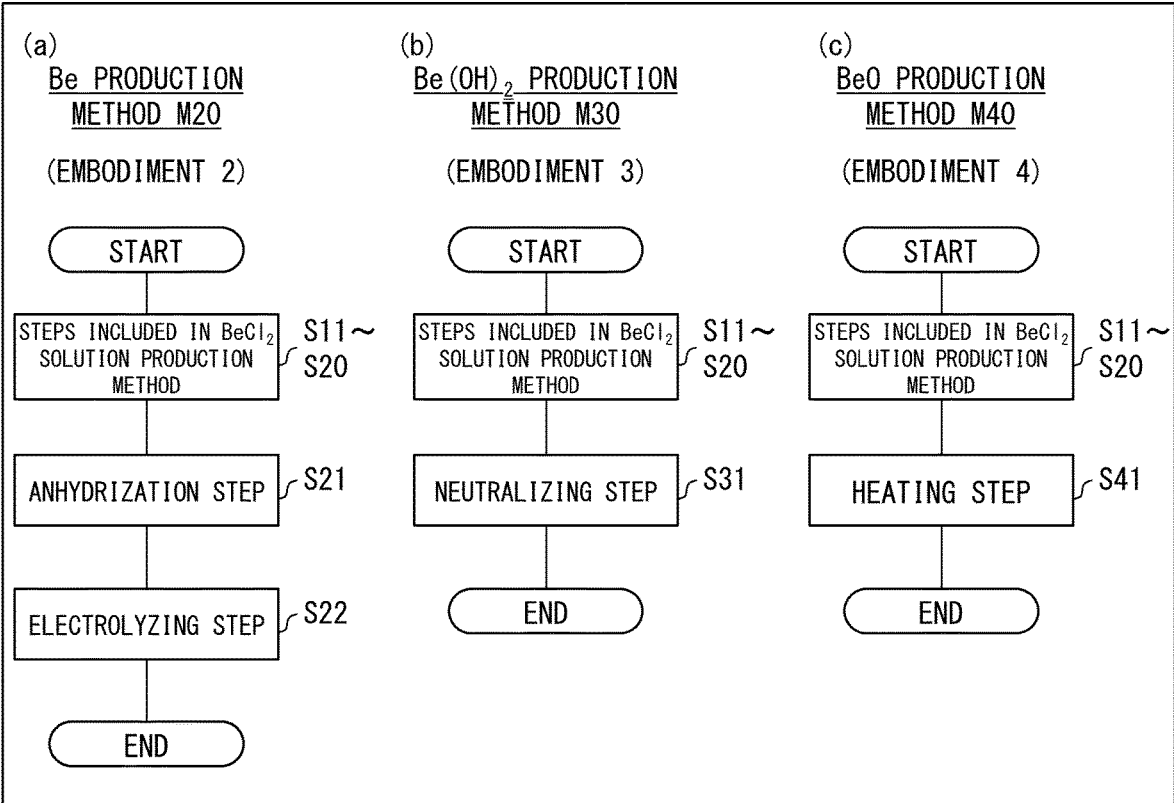 (a)
Be PRODUCTION
METHOD M20
(EMBODIMENT 2)
START
STEPS INCLUDED IN BeCl₂
SOLUTION PRODUCTION
METHOD
S11～
S20
ANHYDRIZATION STEP
S21
ELECTROLYZING STEP
S22
END
(b)
Be(OH)₂ PRODUCTION
METHOD M30
(EMBODIMENT 3)
START
STEPS INCLUDED IN BeCl₂
SOLUTION PRODUCTION
METHOD
S11～
S20
NEUTRALIZING STEP
S31
END
(c)
BeO PRODUCTION
METHOD M40
(EMBODIMENT 4)
START
STEPS INCLUDED IN BeCl₂
SOLUTION PRODUCTION
METHOD
S11～
S20
HEATING STEP
S41
END